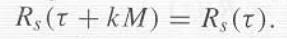 R_s(τ + kM) = R_s(τ).